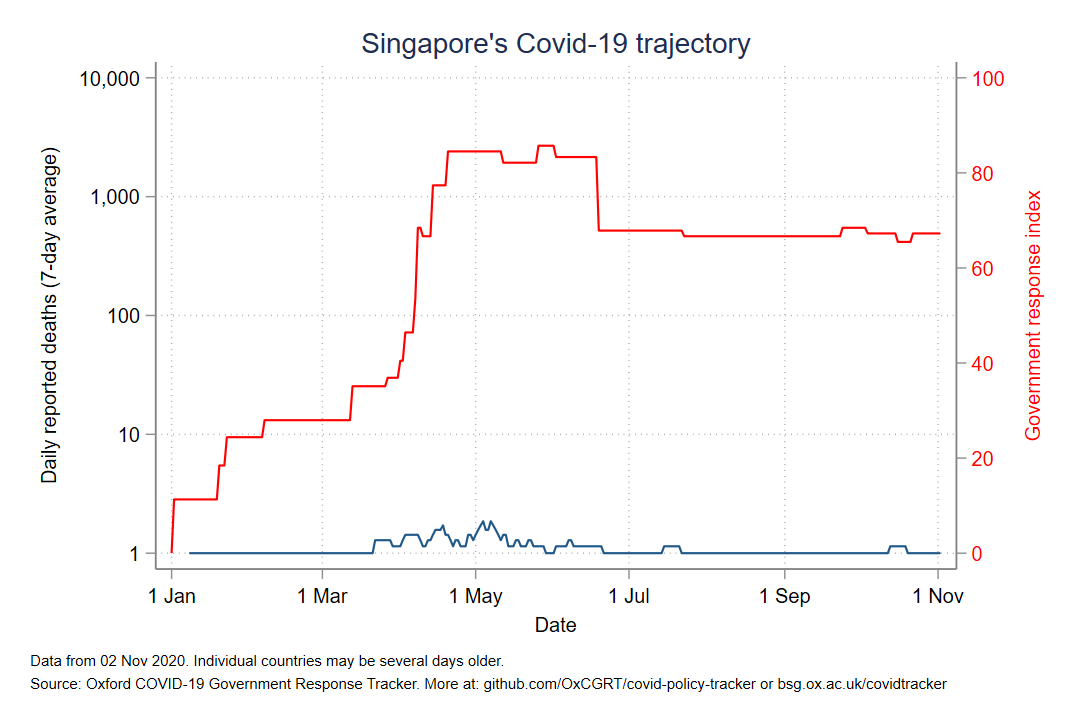 Singapore's Covid-19 trajectory
10,000
1,000
100
10
1
Daily reported deaths (7-day average)
100
80
60
40
20
0
Government response index
1 Jan
1 Mar
1 May
1 Jul
1 Sep
1 Nov
Date
Data from 02 Nov 2020. Individual countries may be several days older.
Source: Oxford COVID-19 Government Response Tracker. More at: github.com/OxCGRT/covid-policy-tracker or bsg.ox.ac.uk/covidtracker